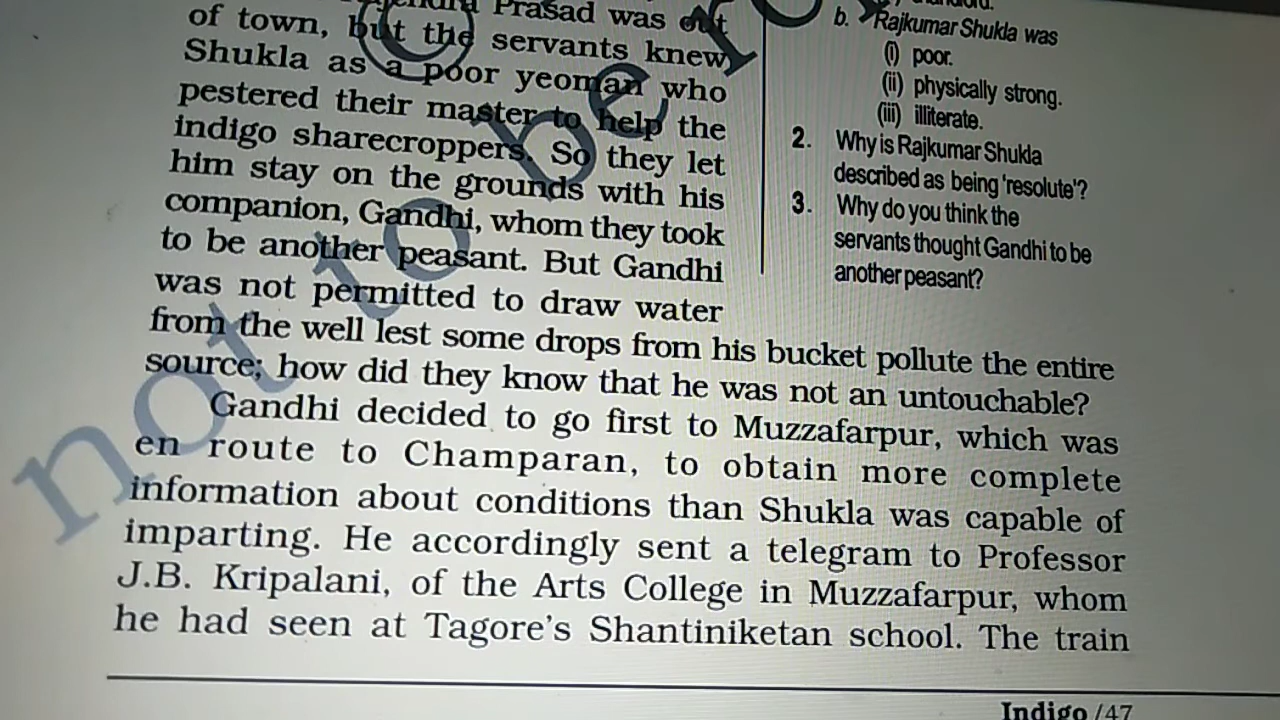 Prasad was out
of town, but the servants knew
Shukla as a poor yeoman who
pestered their master to help the
indigo sharecroppers. So they let
him stay on the grounds with his
companion, Gandhi, whom they took
to be another peasant. But Gandhi
was not permitted to draw water
from the well lest some drops from his bucket pollute the entire
source; how did they know that he was not an untouchable?
Gandhi decided to go first to Muzzafarpur, which was
en route to Champaran, to obtain more complete
information about conditions than Shukla was capable of
imparting. He accordingly sent a telegram to Professor
J.B. Kripalani, of the Arts College in Muzzafarpur, whom
he had seen at Tagore's Shantiniketan school. The train
b. Rajkumar Shukla was
(i) poor.
(ii) physically strong.
(iii) illiterate.
2. Why is Rajkumar Shukla
described as being 'resolute'?
3. Why do you think the
servants thought Gandhi to be
another peasant?
not to be
Indigo /47